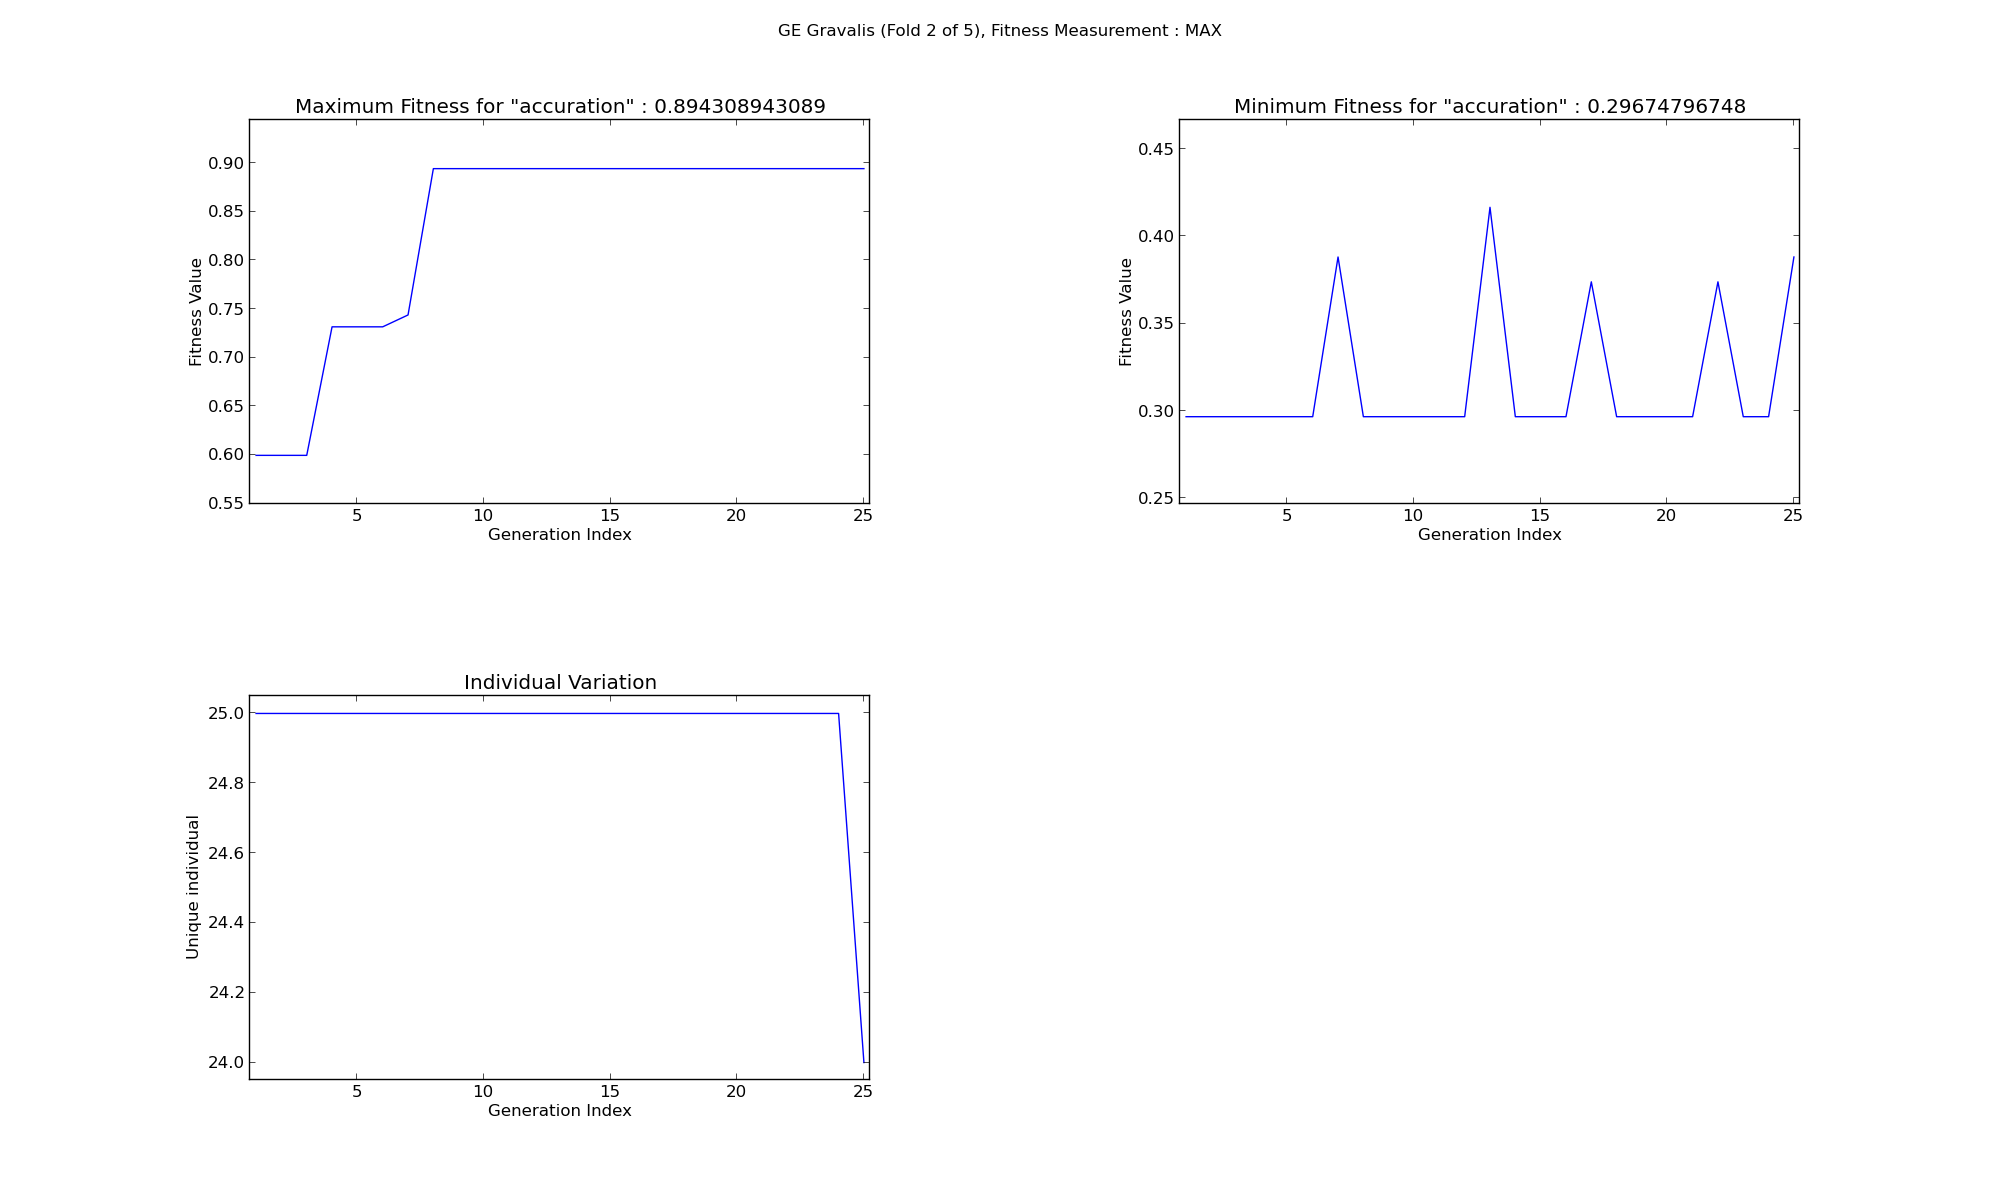 GE Gravalis (Fold 2 of 5), Fitness Measurement : MAX
Maximum Fitness for "accuration" : 0.894308943089
0.90
0.85
0.80
0.75
0.70
0.65
0.60
0.55
Fitness Value
5 10 15 20 25
Generation Index
Minimum Fitness for "accuration" : 0.29674796748
0.45
0.40
0.35
0.30
0.25
Fitness Value
5 10 15 20 25
Generation Index
Individual Variation
25.0
24.8
24.6
24.4
24.2
24.0
Unique individual
5 10 15 20 25
Generation Index